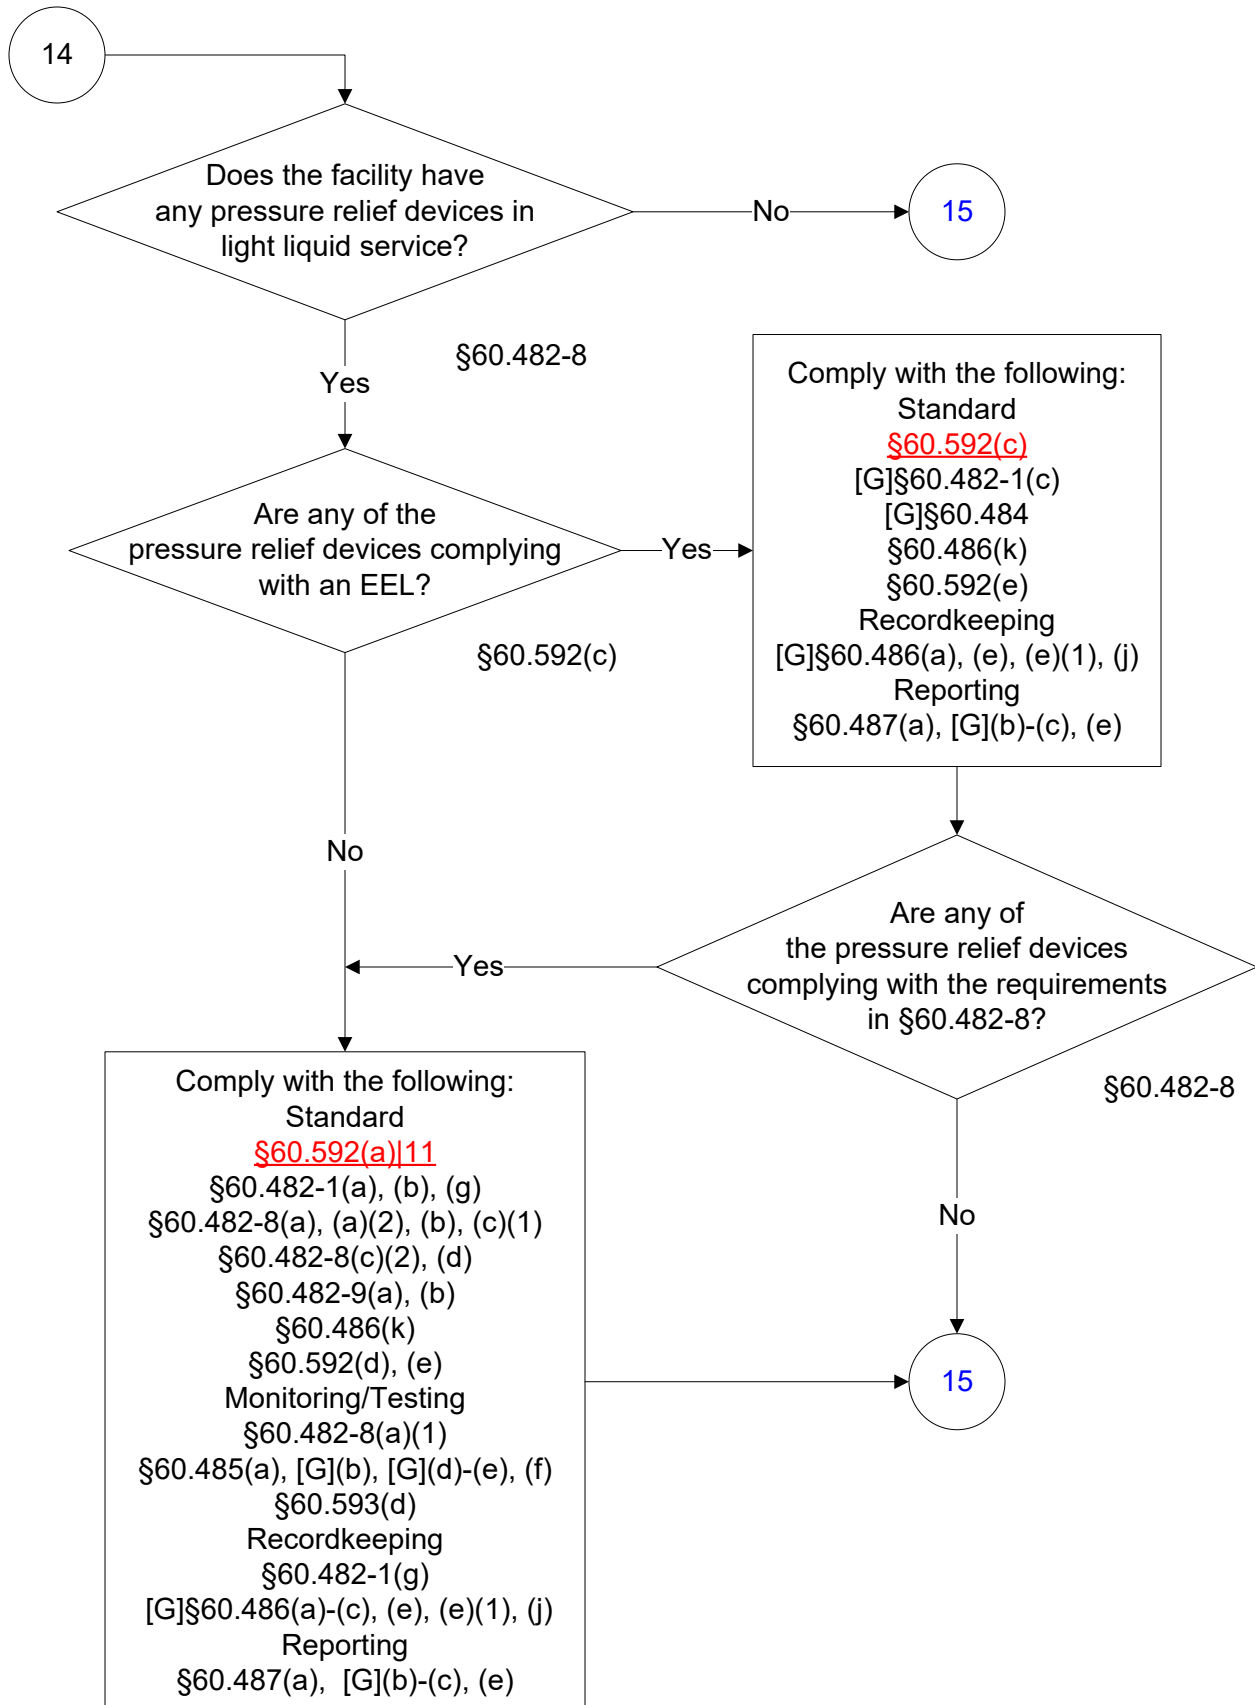 14
Does the facility have
any pressure relief devices in
light liquid service?
No
15
§60.482-8
Yes
Are any of the
pressure relief devices complying
with an EEL?
Yes
§60.592(c)
Comply with the following:
Standard
§60.592(c)
[G]§60.482-1(c)
[G]§60.484
§60.486(k)
§60.592(e)
Recordkeeping
[G]§60.486(a), (e), (e)(1), (j)
Reporting
§60.487(a), [G](b)-(c), (e)
No
Are any of
the pressure relief devices
complying with the requirements
in §60.482-8?
Yes
§60.482-8
No
15
Comply with the following:
Standard
§60.592(a)|11
§60.482-1(a), (b), (g)
§60.482-8(a), (a)(2), (b), (c)(1)
§60.482-8(c)(2), (d)
§60.482-9(a), (b)
§60.486(k)
§60.592(d), (e)
Monitoring/Testing
§60.482-8(a)(1)
§60.485(a), [G](b), [G](d)-(e), (f)
§60.593(d)
Recordkeeping
§60.482-1(g)
[G]§60.486(a)-(c), (e), (e)(1), (j)
Reporting
§60.487(a), [G](b)-(c), (e)